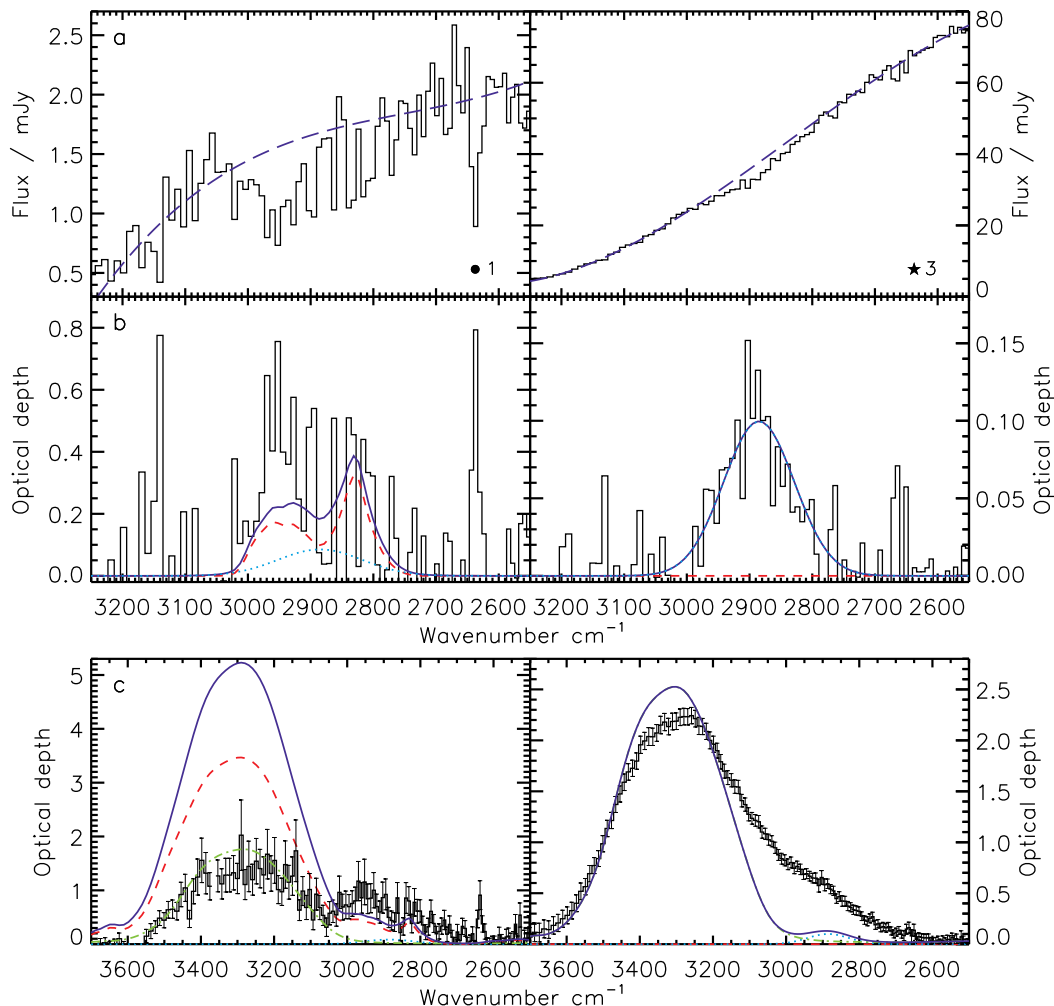 a
2.5
2.0
1.5
1.0
0.5
Flux / mJy
● 1
80
60
40
20
0
Flux / mJy
★ 3
b
0.8
0.6
0.4
0.2
0.0
Optical depth
0.15
0.10
0.05
0.00
Optical depth
3200 3100 3000 2900 2800 2700 2600
3200 3100 3000 2900 2800 2700 2600
Wavenumber cm⁻¹
c
5
4
3
2
1
0
Optical depth
2.5
2.0
1.5
1.0
0.5
0.0
Optical depth
3600 3400 3200 3000 2800 2600
3600 3400 3200 3000 2800 2600
Wavenumber cm⁻¹
Wavenumber cm⁻¹